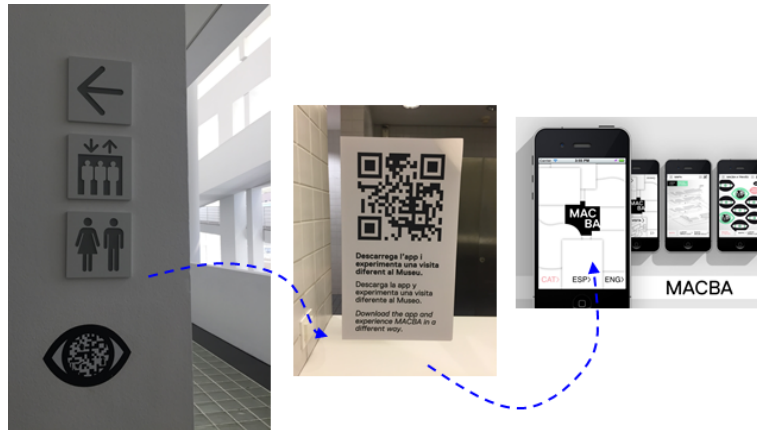 Descarrega l'app i
experimenta una visita
diferent al Museu.
Descarga la app y
experimenta una visita
diferente al Museo.
Download the app and
experience MACBA in a
different way.
MAC
BA
CAT>
ESP>
ENG>
MACBA